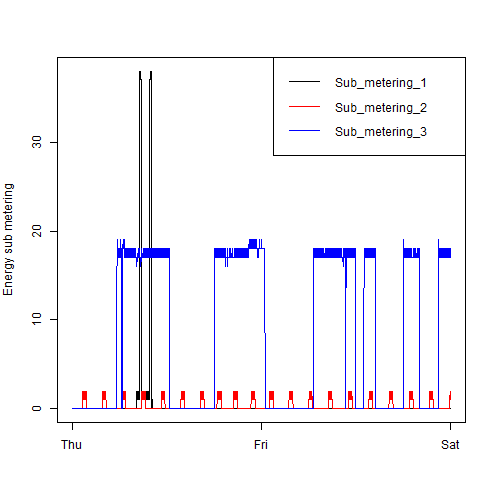 Sub_metering_1
Sub_metering_2
Sub_metering_3
Energy sub metering
30
20
10
0
Thu Fri Sat